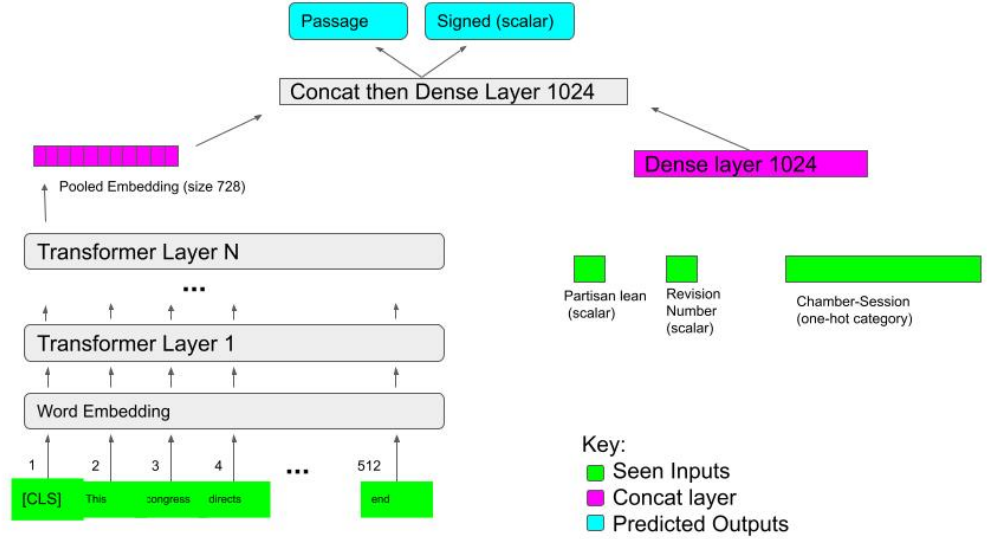 Passage
Signed (scalar)
Concat then Dense Layer 1024
Pooled Embedding (size 728)
Dense layer 1024
Transformer Layer N
...
Partisan lean
(scalar)
Revision
Number
(scalar)
Chamber-Session
(one-hot category)
Transformer Layer 1
Word Embedding
1 2 3 4 ... 512
[CLS] This congress directs end
Key:
Seen Inputs
Concat layer
Predicted Outputs